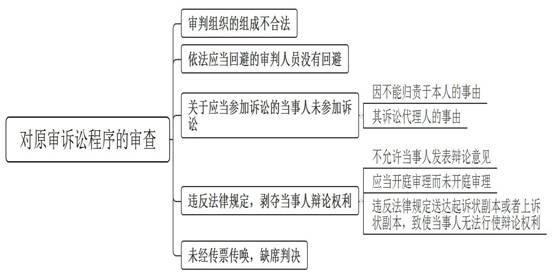 对原审诉讼程序的审查
审判组织的组成不合法
依法应当回避的审判人员没有回避
关于应当参加诉讼的当事人未参加诉
讼
因不能归责于本人的事由
其诉讼代理人的事由
违反法律规定，剥夺当事人辩论权利
不允许当事人发表辩论意见
应当开庭审理而未开庭审理
违反法律规定送达起诉状副本或者上诉
状副本，致使当事人无法行使辩论权利
未经传票传唤，缺席判决